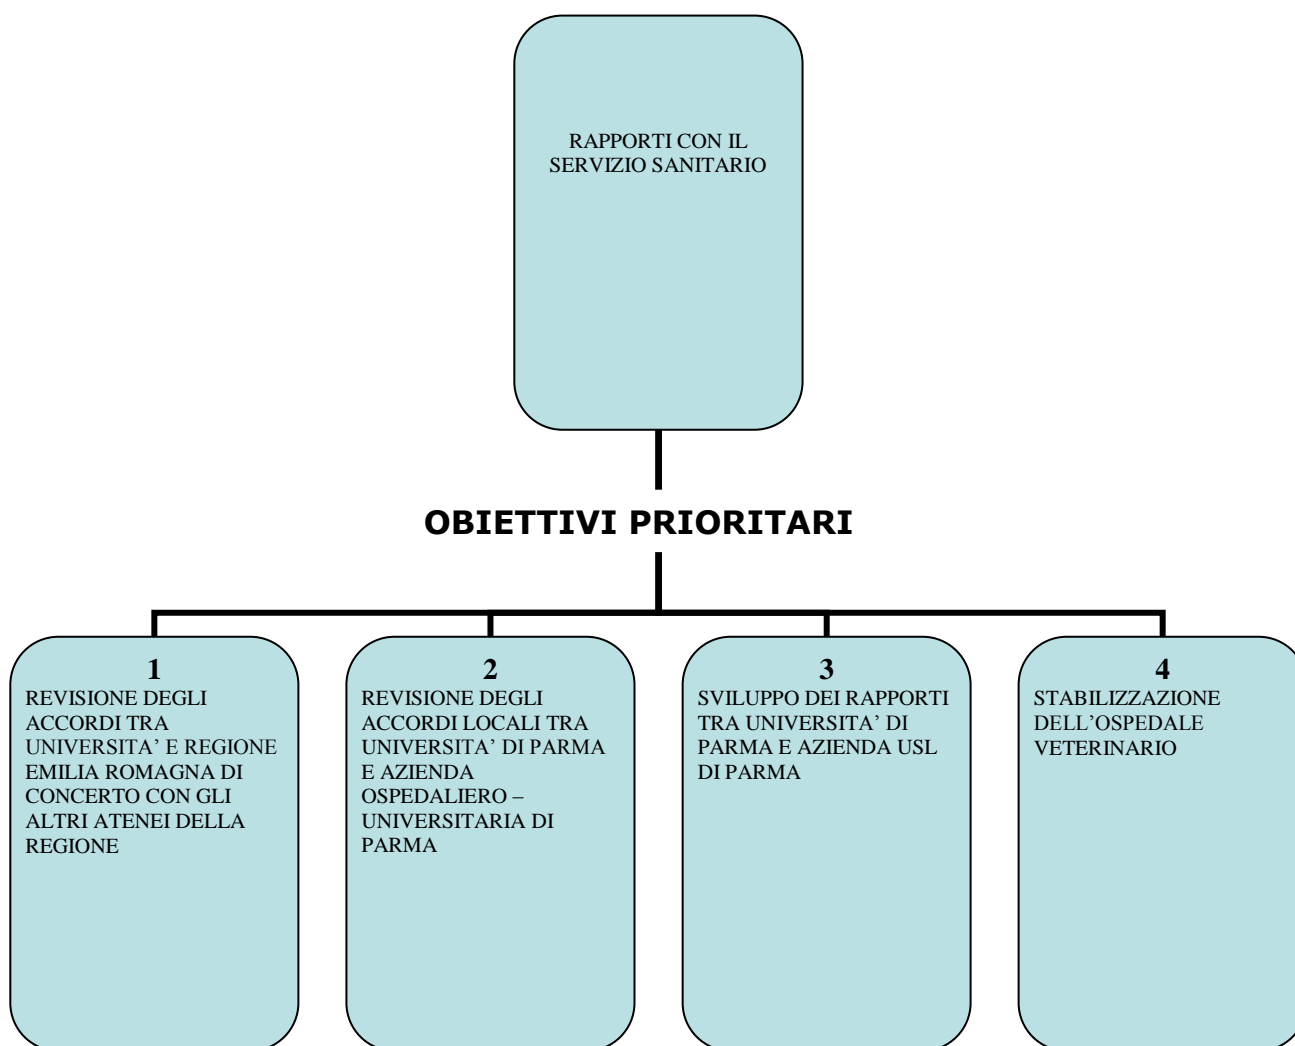 RAPPORTI CON IL
SERVIZIO SANITARIO
OBIETTIVI PRIORITARI
1
REVISIONE DEGLI
ACCORDI TRA
UNIVERSITA’ E REGIONE
EMILIA ROMAGNA DI
CONCERTO CON GLI
ALTRI ATENEI DELLA
REGIONE
2
REVISIONE DEGLI
ACCORDI LOCALI TRA
UNIVERSITA’ DI PARMA
E AZIENDA
OSPEDALIERO –
UNIVERSITARIA DI
PARMA
3
SVILUPPO DEI RAPPORTI
TRA UNIVERSITA’ DI
PARMA E AZIENDA USL
DI PARMA
4
STABILIZZAZIONE
DELL’OSPEDALE
VETERINARIO